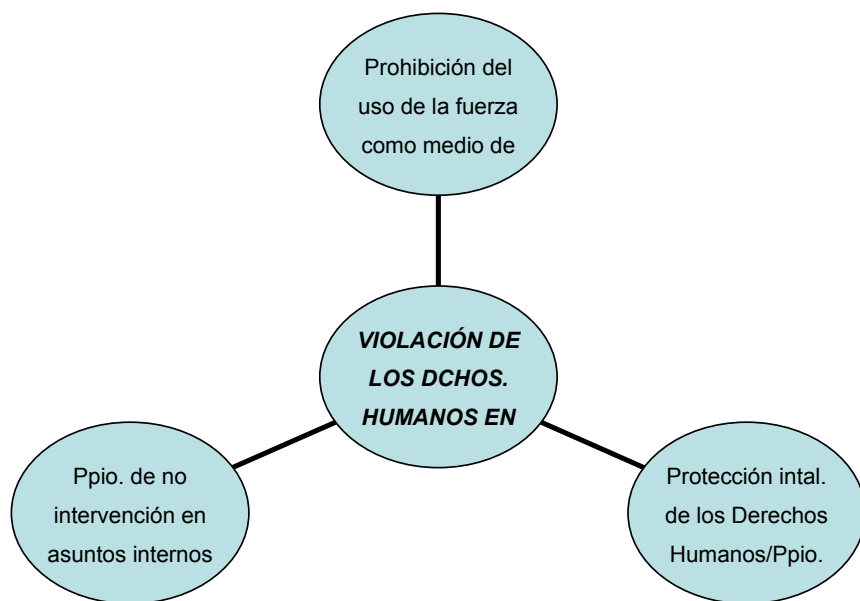 Prohibición del
uso de la fuerza
como medio de
VIOLACIÓN DE
LOS DCHOS.
HUMANOS EN
Ppio. de no
intervención en
asuntos internos
Protección intal.
de los Derechos
Humanos/Ppio.